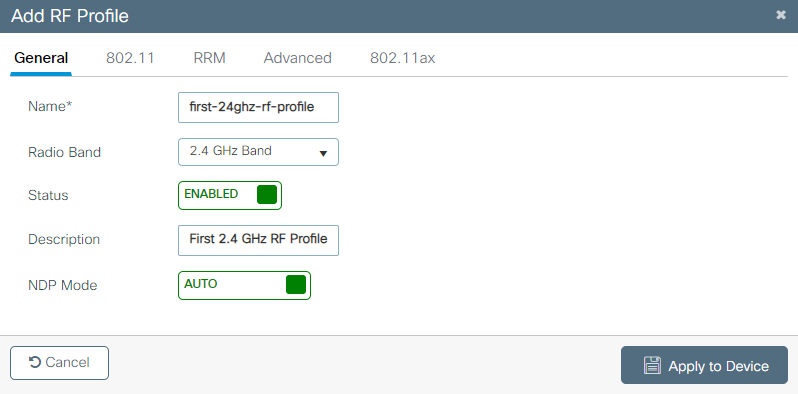 Add RF Profile
General 802.11 RRM Advanced 802.11ax
Name* first-24ghz-rf-profile
Radio Band 2.4 GHz Band
Status ENABLED
Description First 2.4 GHz RF Profile
NDP Mode AUTO
Cancel Apply to Device